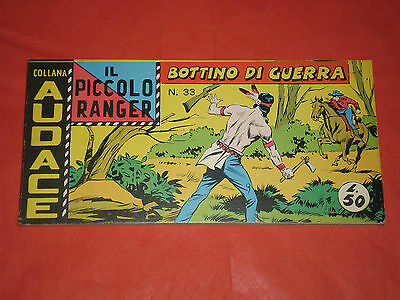 COLLANA
AUDACE
IL
PICCOLO
RANGER
BOTTINO DI GUERRA
N. 33
L. 50